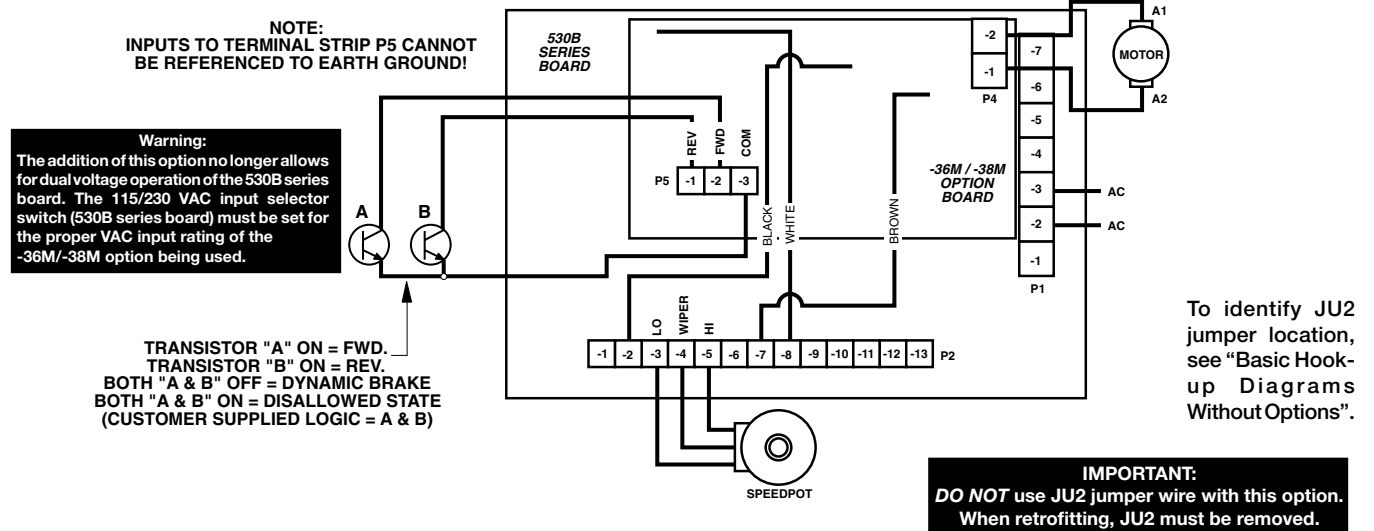 NOTE:
INPUTS TO TERMINAL STRIP P5 CANNOT
BE REFERENCED TO EARTH GROUND!
530B
SERIES
BOARD
-2
-1
P4
-7
-6
-5
-4
-3
-2
-1
P1
A1
MOTOR
A2
AC
AC
-36M / -38M
OPTION
BOARD
Warning:
The addition of this option no longer allows
for dual voltage operation of the 530B series
board. The 115/230 VAC input selector
switch (530B series board) must be set for
the proper VAC input rating of the
-36M/-38M option being used.
REV
FWD
COM
P5
-1
-2
-3
A
B
BLACK
WHITE
BROWN
LO
WIPER
HI
-1
-2
-3
-4
-5
-6
-7
-8
-9
-10
-11
-12
-13
P2
TRANSISTOR "A" ON = FWD.
TRANSISTOR "B" ON = REV.
BOTH "A & B" OFF = DYNAMIC BRAKE
BOTH "A & B" ON = DISALLOWED STATE
(CUSTOMER SUPPLIED LOGIC = A & B)
SPEEDPOT
To identify JU2
jumper location,
see “Basic Hook-
up Diagrams
Without Options”.
IMPORTANT:
DO NOT use JU2 jumper wire with this option.
When retrofitting, JU2 must be removed.